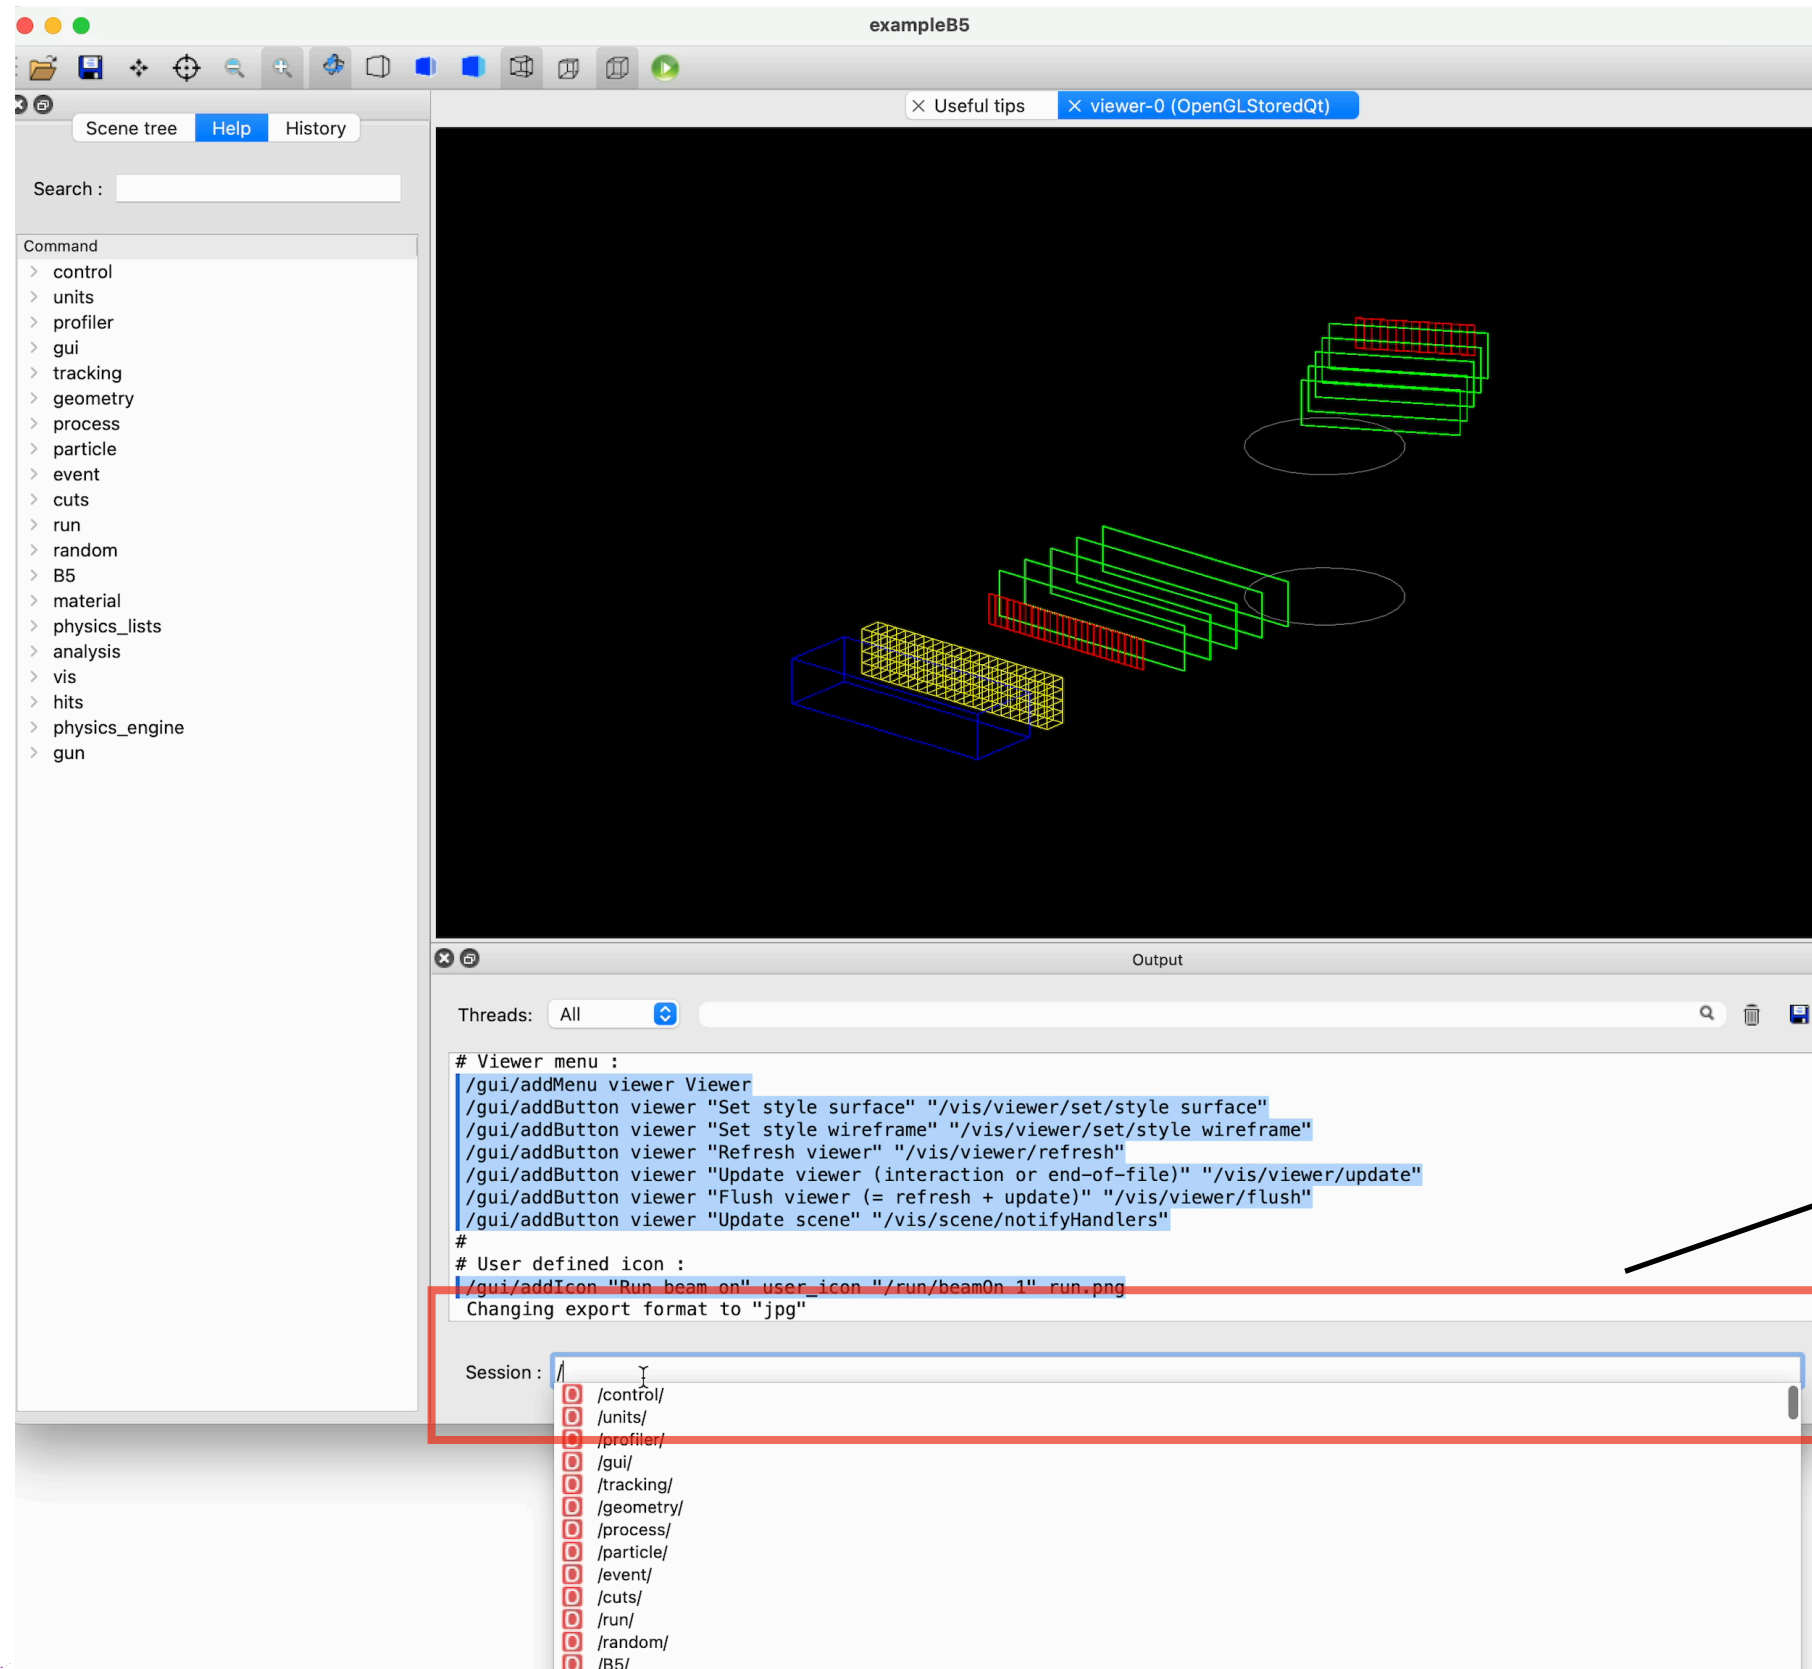 exampleB5
Useful tips
viewer-0 (OpenGLStoredQt)
Scene tree
Help
History
Search :
Command
control
units
profiler
gui
tracking
geometry
process
particle
event
cuts
run
random
B5
material
physics_lists
analysis
vis
hits
physics_engine
gun
Output
Threads:
All
# Viewer menu :
/gui/addMenu viewer Viewer
/gui/addButton viewer "Set style surface" "/vis/viewer/set/style surface"
/gui/addButton viewer "Set style wireframe" "/vis/viewer/set/style wireframe"
/gui/addButton viewer "Refresh viewer" "/vis/viewer/refresh"
/gui/addButton viewer "Update viewer (interaction or end-of-file)" "/vis/viewer/update"
/gui/addButton viewer "Flush viewer (= refresh + update)" "/vis/viewer/flush"
/gui/addButton viewer "Update scene" "/vis/scene/notifyHandlers"
#
# User defined icon :
/gui/addIcon "Run beam on" user_icon "/run/beamOn 1" run.png
Changing export format to "jpg"
Session : /
D /control/
D /units/
D /profiler/
D /gui/
D /tracking/
D /geometry/
D /process/
D /particle/
D /event/
D /cuts/
D /run/
D /random/
D /B5/